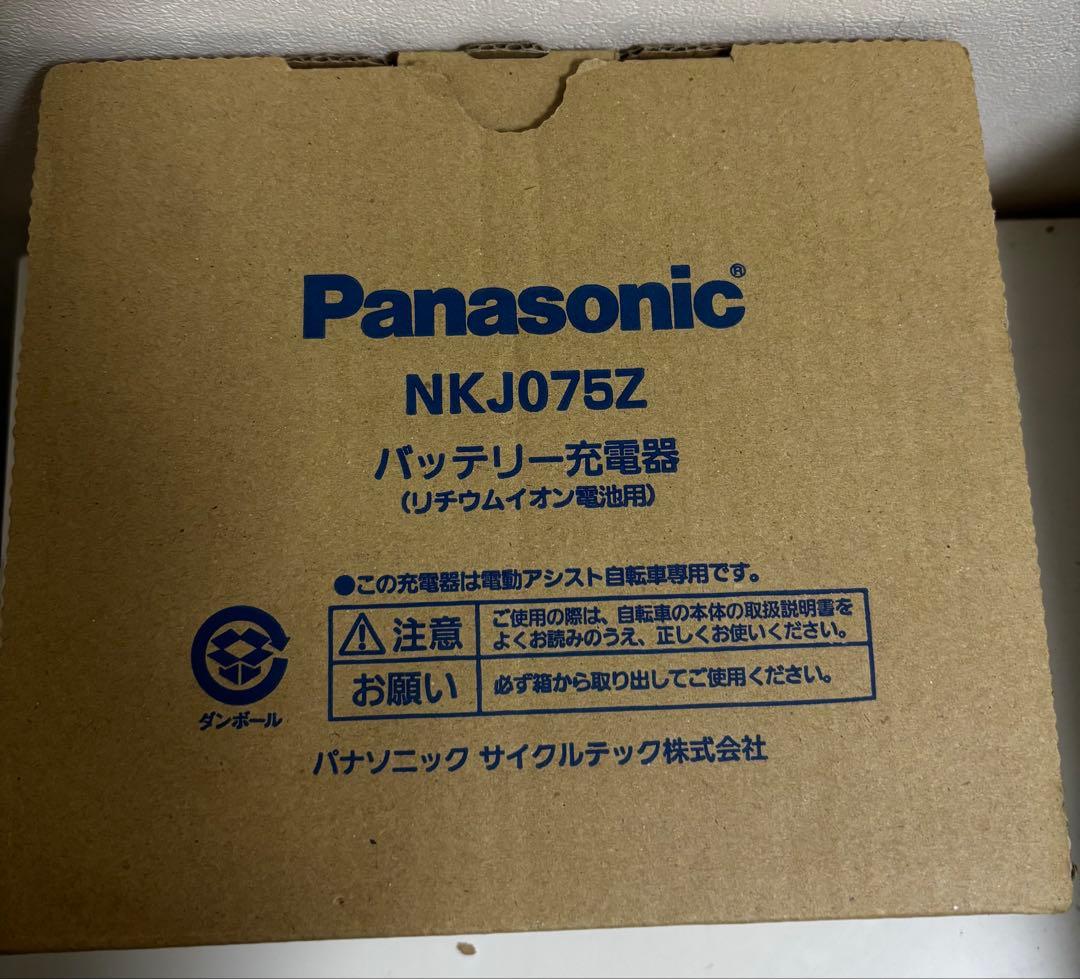 Panasonic®
NKJ075Z
バッテリー充電器
（リチウムイオン電池用）
●この充電器は電動アシスト自転車専用です。
注意
ご使用の際は、自転車の本体の取扱説明書を
よくお読みのうえ、正しくお使いください。
お願い
必ず箱から取り出してご使用ください。
ダンボール
パナソニック サイクルテック株式会社